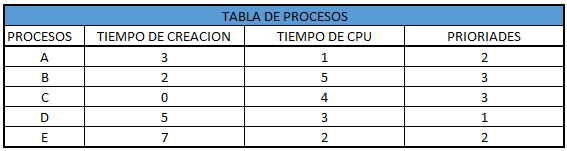 TABLA DE PROCESOS
PROCESOS TIEMPO DE CREACION TIEMPO DE CPU PRIORIADES
A 3 1 2
B 2 5 3
C 0 4 3
D 5 3 1
E 7 2 2